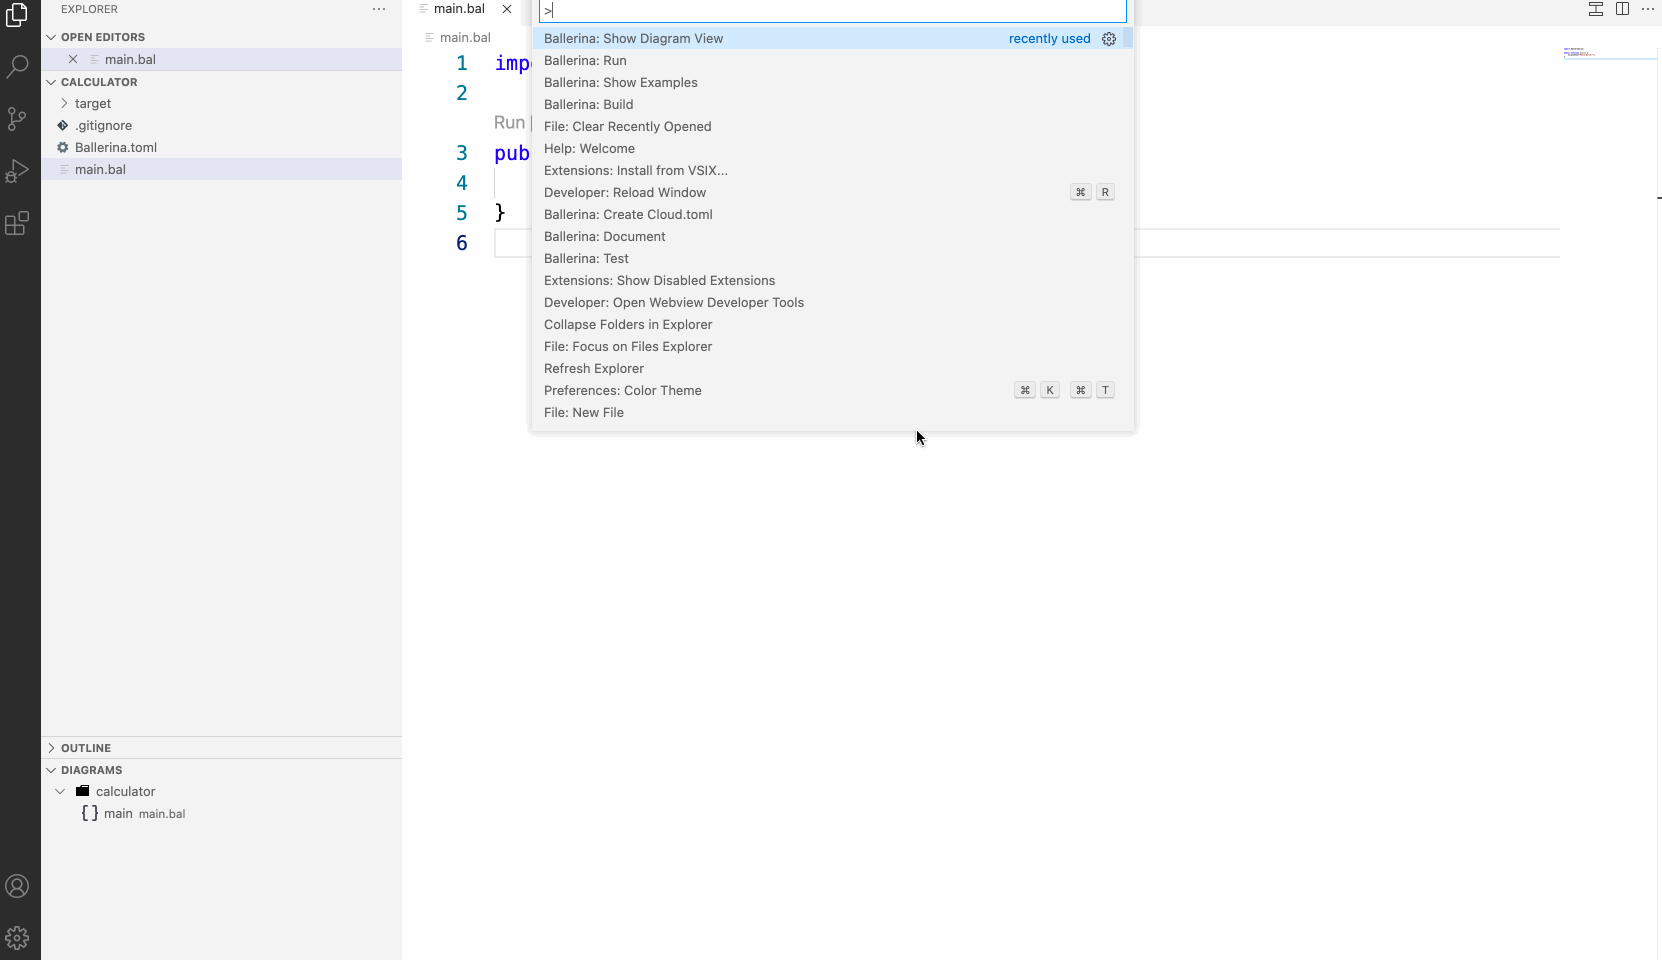 EXPLORER
OPEN EDITORS
main.bal
CALCULATOR
target
.gitignore
Ballerina.toml
main.bal
OUTLINE
DIAGRAMS
calculator
main main.bal
main.bal
main.bal
1 imp
2
Run
3 pub
4
5 }
6
>
Ballerina: Show Diagram View recently used
Ballerina: Run
Ballerina: Show Examples
Ballerina: Build
File: Clear Recently Opened
Help: Welcome
Extensions: Install from VSIX...
Developer: Reload Window ⌘ R
Ballerina: Create Cloud.toml
Ballerina: Document
Ballerina: Test
Extensions: Show Disabled Extensions
Developer: Open Webview Developer Tools
Collapse Folders in Explorer
File: Focus on Files Explorer
Refresh Explorer
Preferences: Color Theme ⌘ K ⌘ T
File: New File